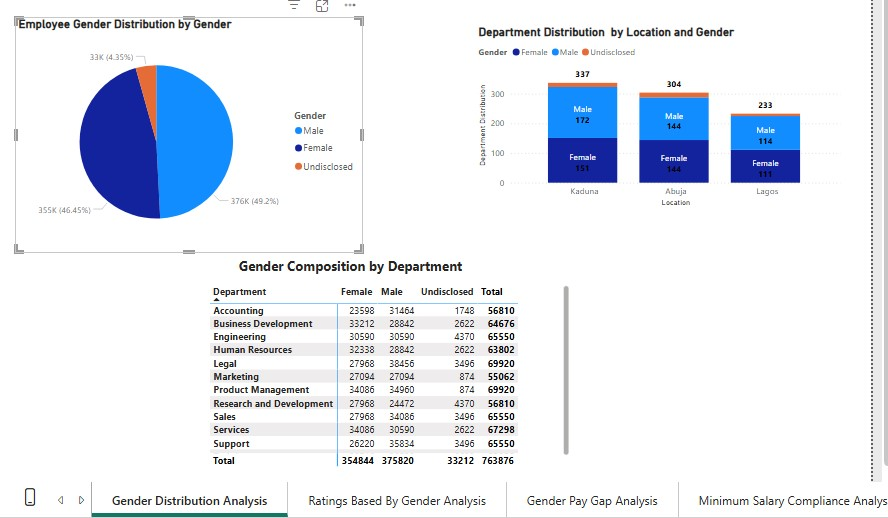 Employee Gender Distribution by Gender
33K (4.35%)
355K (46.45%)
376K (49.2%)
Gender
Male
Female
Undisclosed
Department Distribution by Location and Gender
Gender Female Male Undisclosed
Department Distribution
300
200
100
0
337
Male
172
Female
151
Kaduna
304
Male
144
Female
144
Abuja
233
Male
114
Female
111
Lagos
Location
Gender Composition by Department
Department Female Male Undisclosed Total
Accounting 23598 31464 1748 56810
Business Development 33212 28842 2622 64676
Engineering 30590 30590 4370 65550
Human Resources 32338 28842 2622 63802
Legal 27968 38456 3496 69920
Marketing 27094 27094 874 55062
Product Management 34086 34960 874 69920
Research and Development 27968 24472 4370 56810
Sales 27968 34086 3496 65550
Services 34086 30590 2622 67298
Support 26220 35834 3496 65550
Total 354844 375820 33212 763876
Gender Distribution Analysis
Ratings Based By Gender Analysis
Gender Pay Gap Analysis
Minimum Salary Compliance Analys